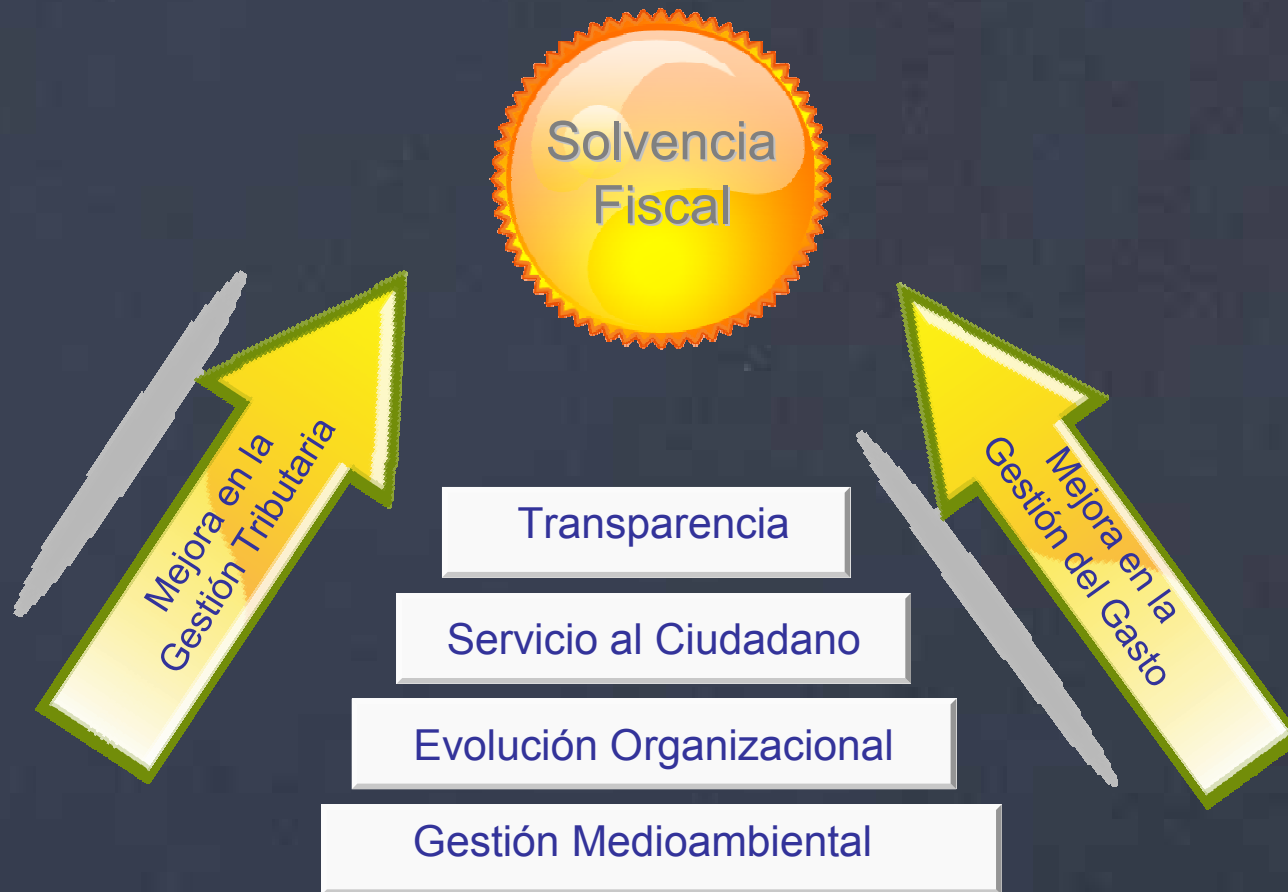 Solvencia
Fiscal
Mejora en la
Gestión Tributaria
Mejora en la
Gestión del Gasto
Transparencia
Servicio al Ciudadano
Evolución Organizacional
Gestión Medioambiental